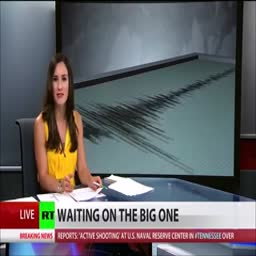 LIVE RT WAITING ON THE BIG ONE
BREAKING NEWS REPORTS: 'ACTIVE SHOOTING' AT U.S. NAVAL RESERVE CENTER IN #TENNESSEE OVER